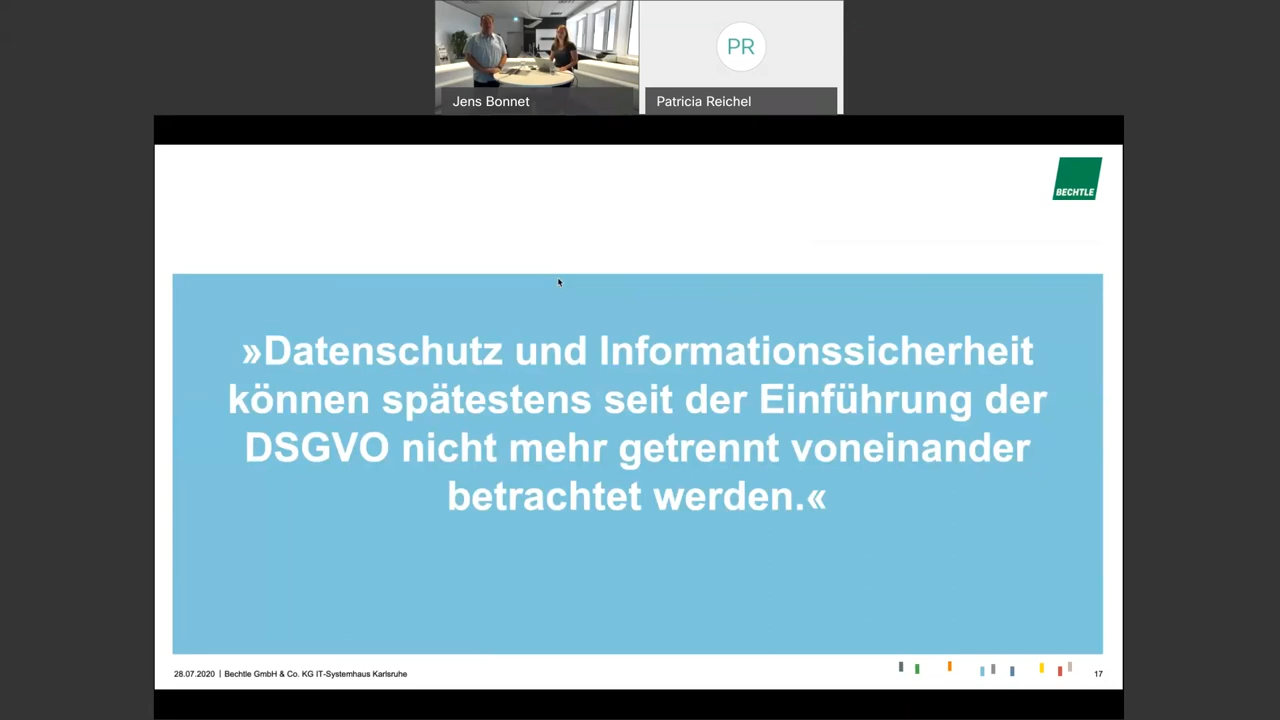 PR
Jens Bonnet
Patricia Reichel
BECHTLE
»Datenschutz und Informationssicherheit
können spätestens seit der Einführung der
DSGVO nicht mehr getrennt voneinander
betrachtet werden.«
28.07.2020 | Bechtle GmbH & Co. KG IT-Systemhaus Karlsruhe
17